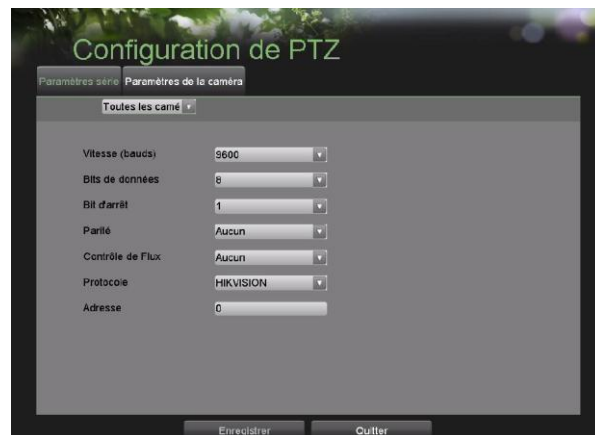 Configuration de PTZ
Paramètres série Paramètres de la caméra
Toutes les camé
Vitesse (bauds) 9600
Bits de données 8
Bit d'arrêt 1
Parité Aucun
Contrôle de Flux Aucun
Protocole HIKVISION
Adresse 0
Enregistrer Quitter